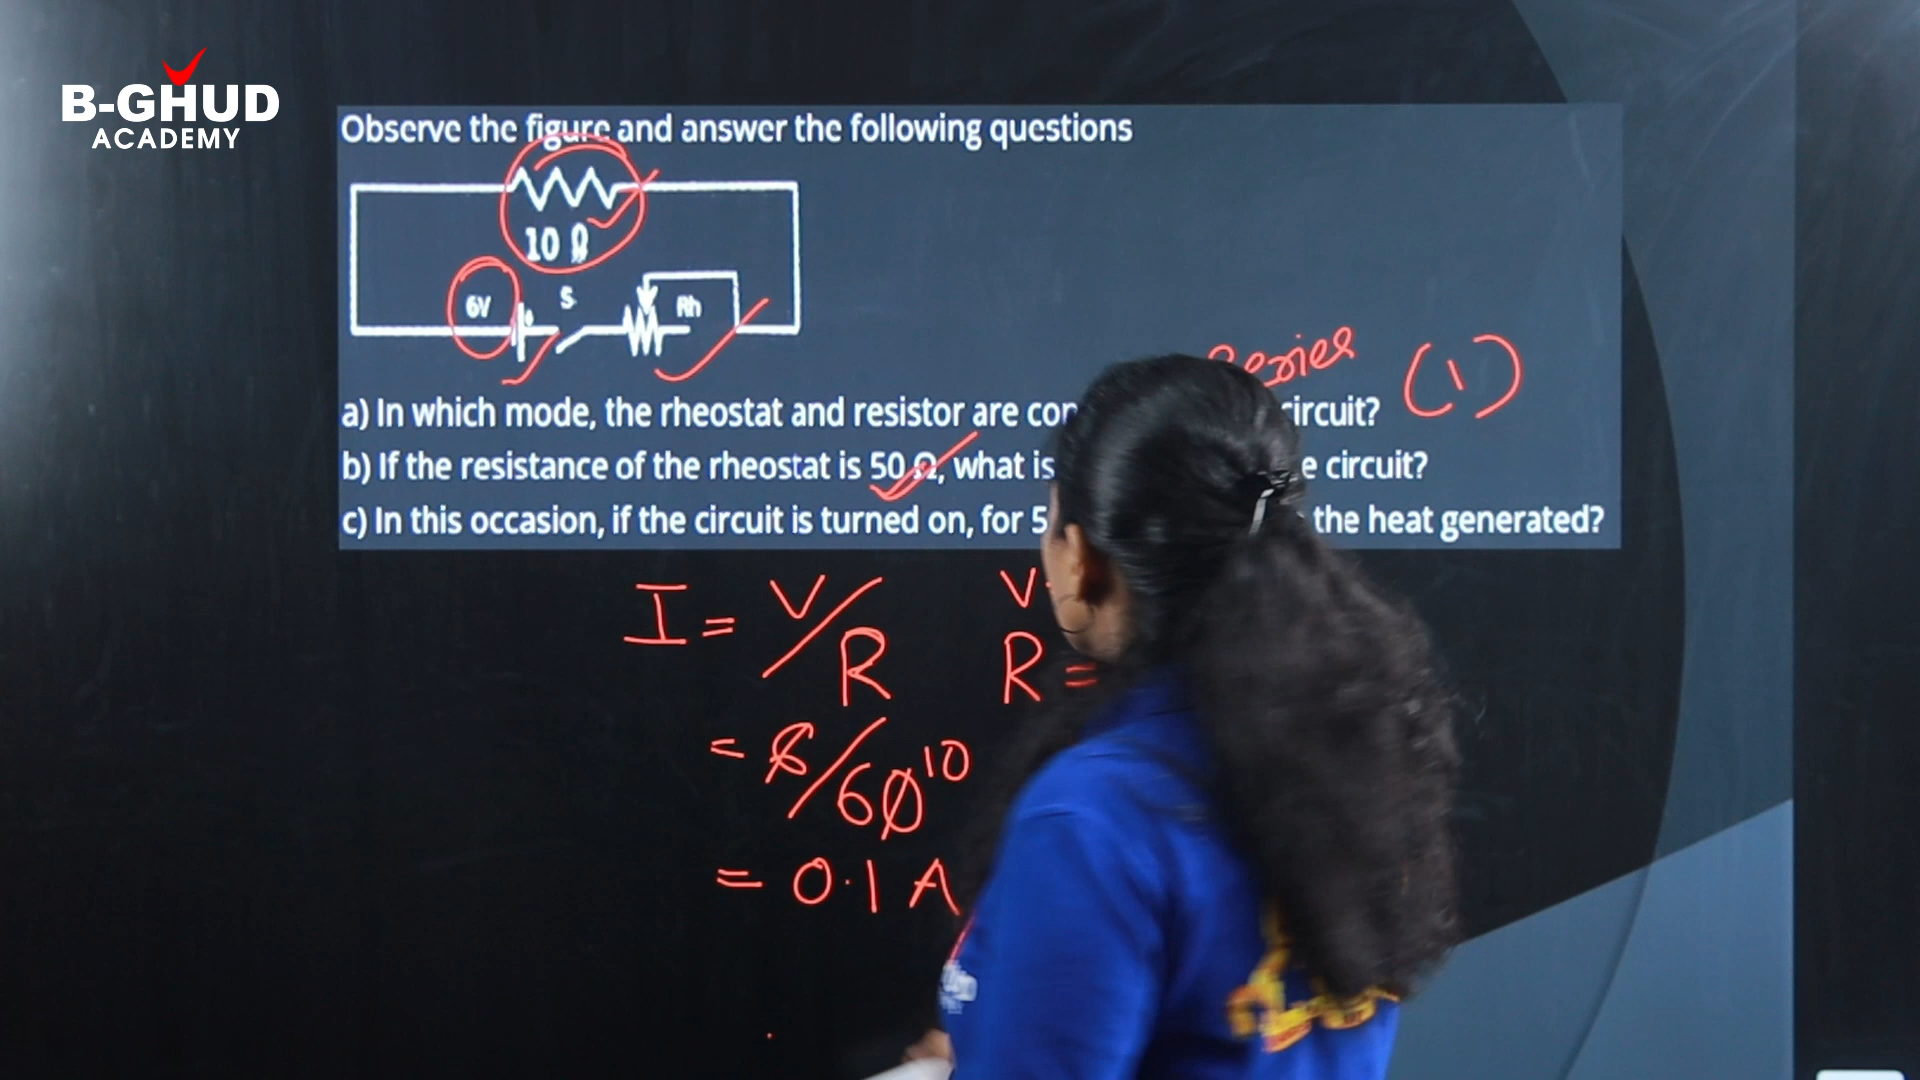 B-GHUD
ACADEMY
Observe the figure and answer the following questions
10 Ω
6V
S
Rh
Series (1)
a) In which mode, the rheostat and resistor are circuit?
b) If the resistance of the rheostat is 50 Ω, what is circuit?
c) In this occasion, if the circuit is turned on, for the heat generated?
I = V/R V
R =
= 6/60 10
= 0.1 A